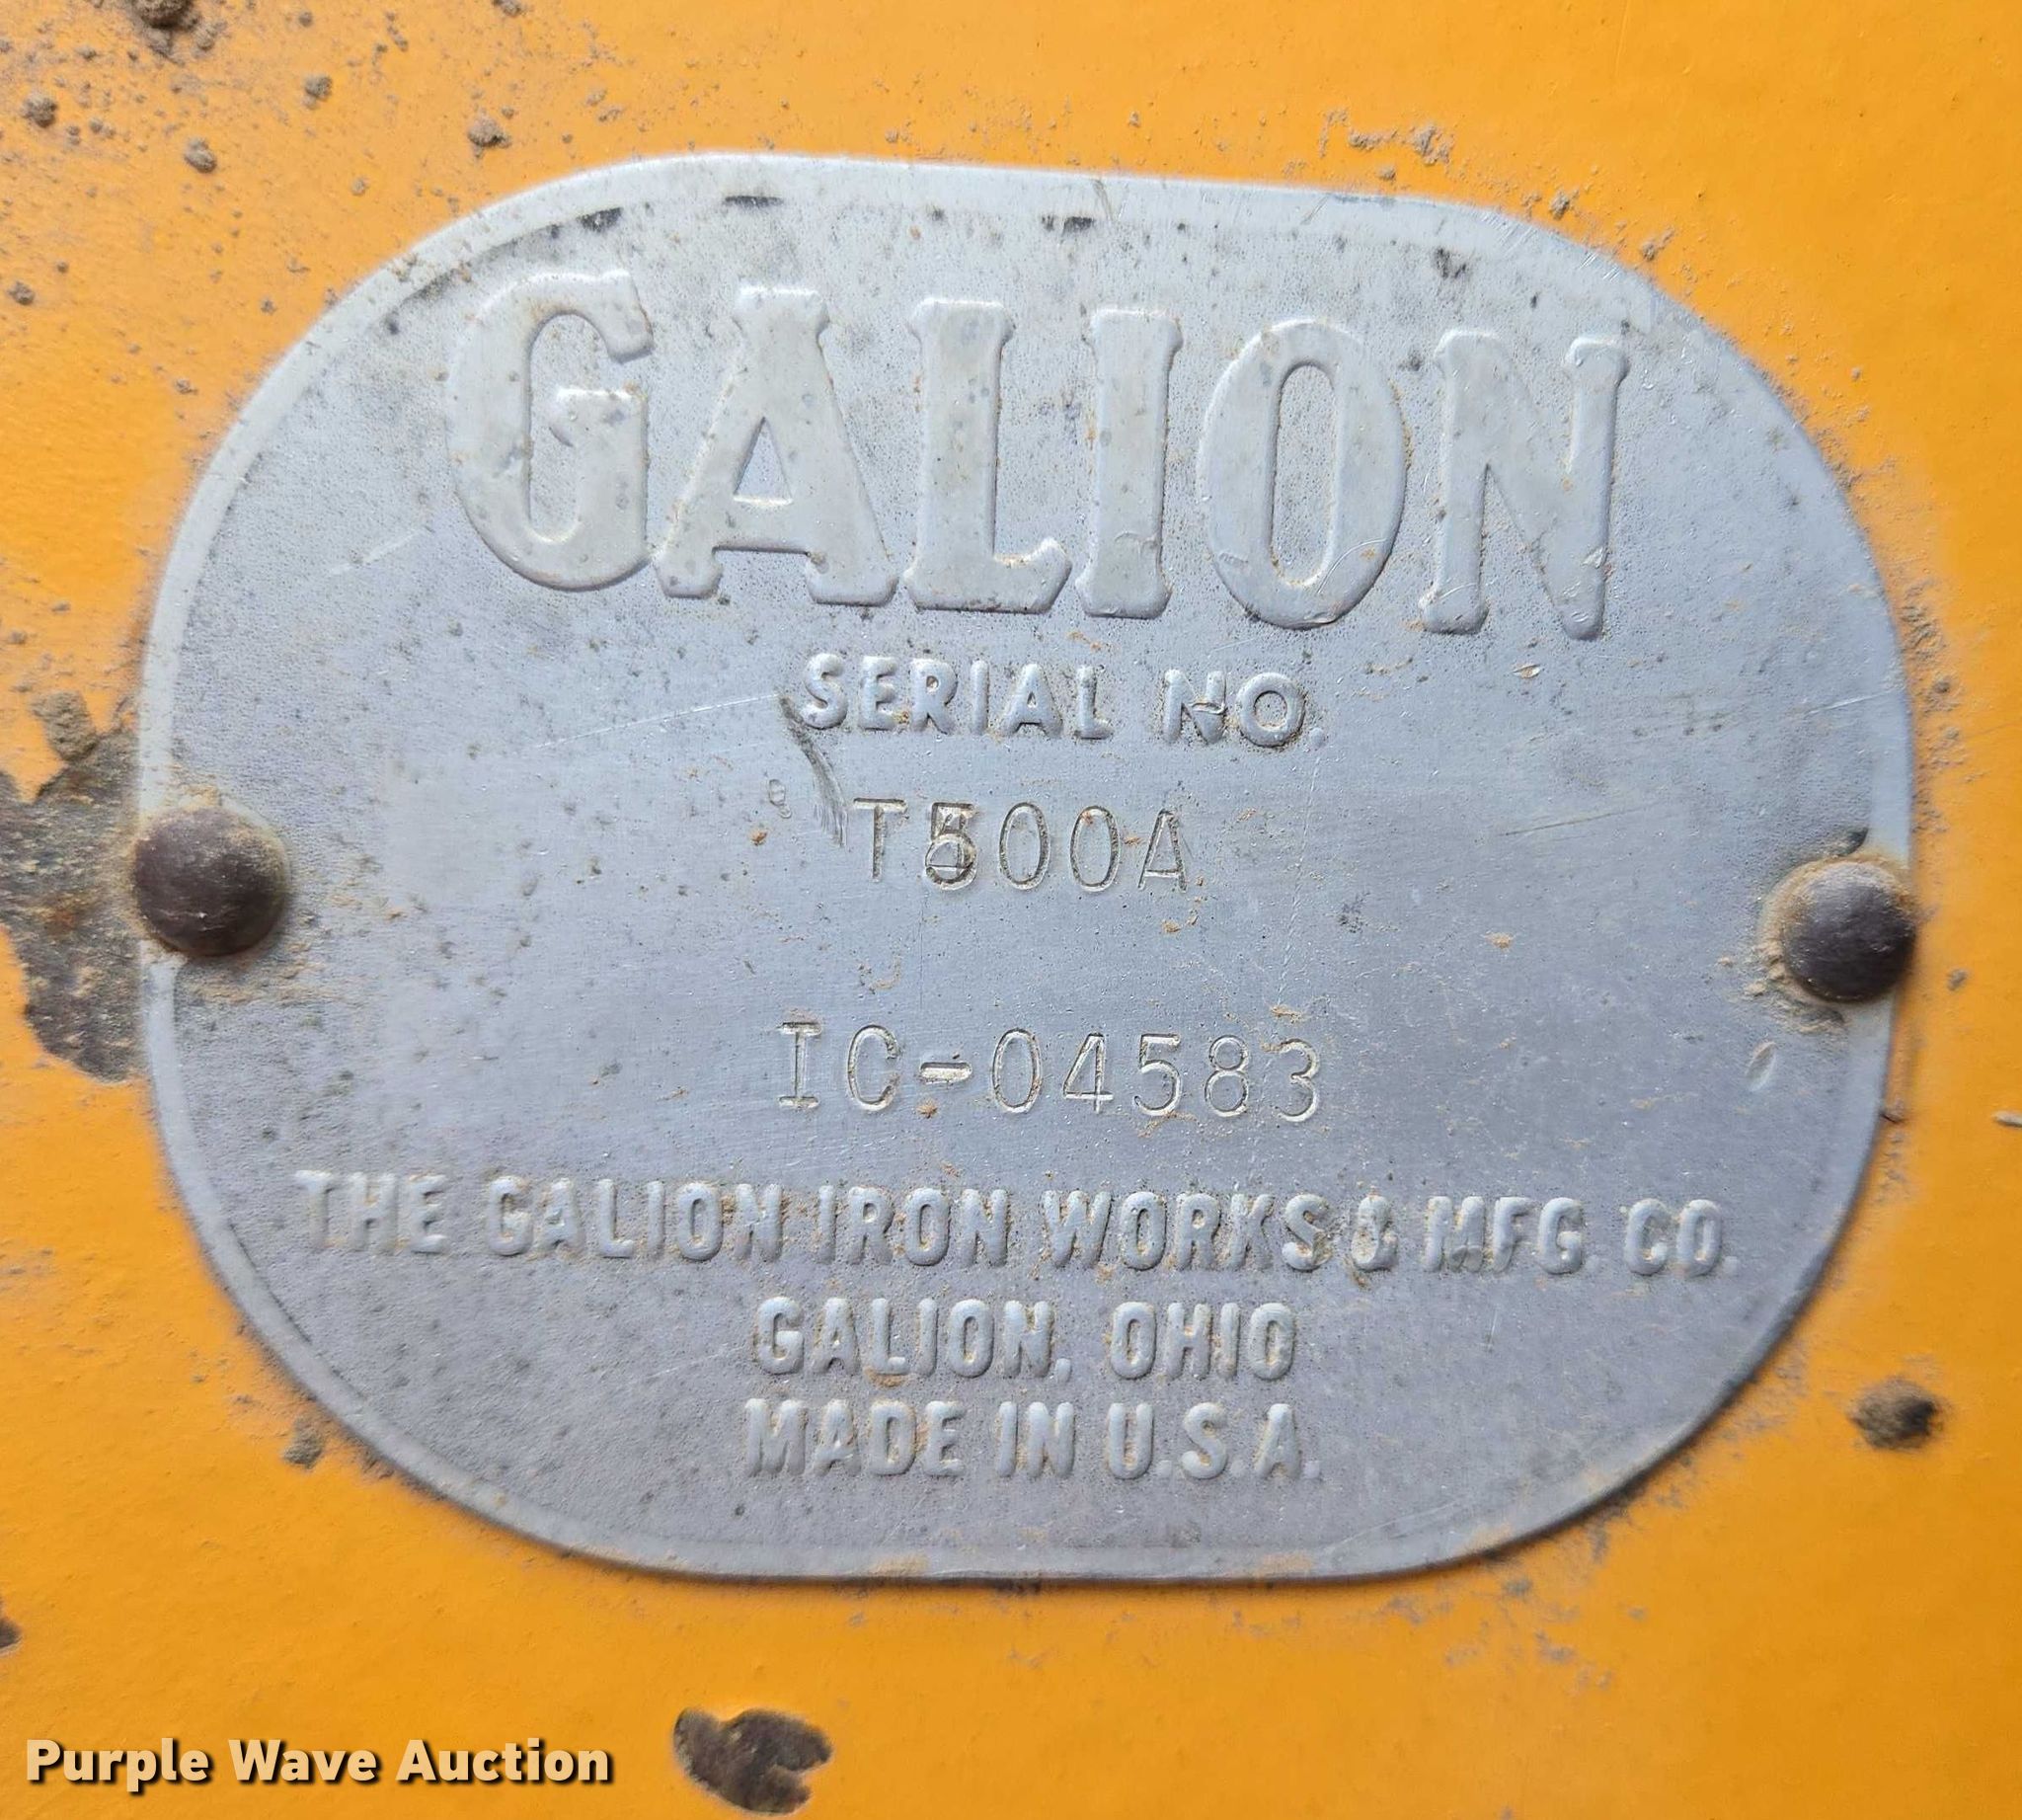 GALION
SERIAL NO.
T500A
IC-04583
THE GALION IRON WORKS & MFG. CO.
GALION, OHIO
MADE IN U.S.A.
Purple Wave Auction